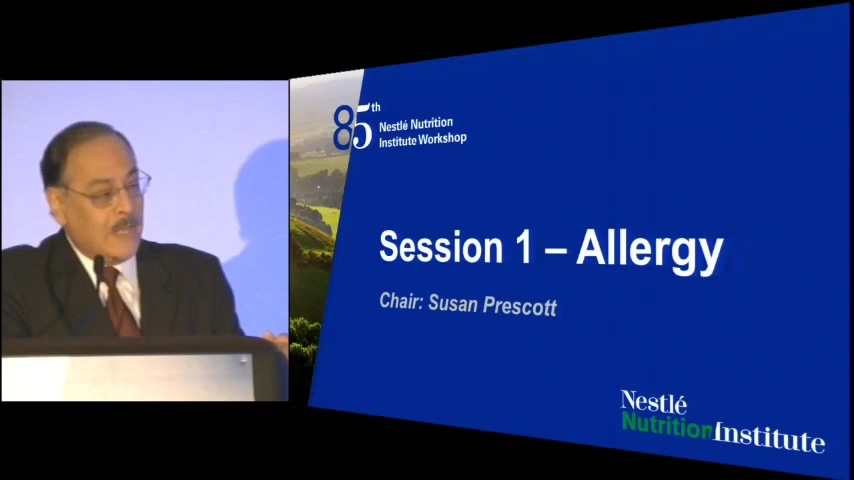 85th
Nestlé Nutrition
Institute Workshop
Session 1 – Allergy
Chair: Susan Prescott
Nestlé
NutritionInstitute